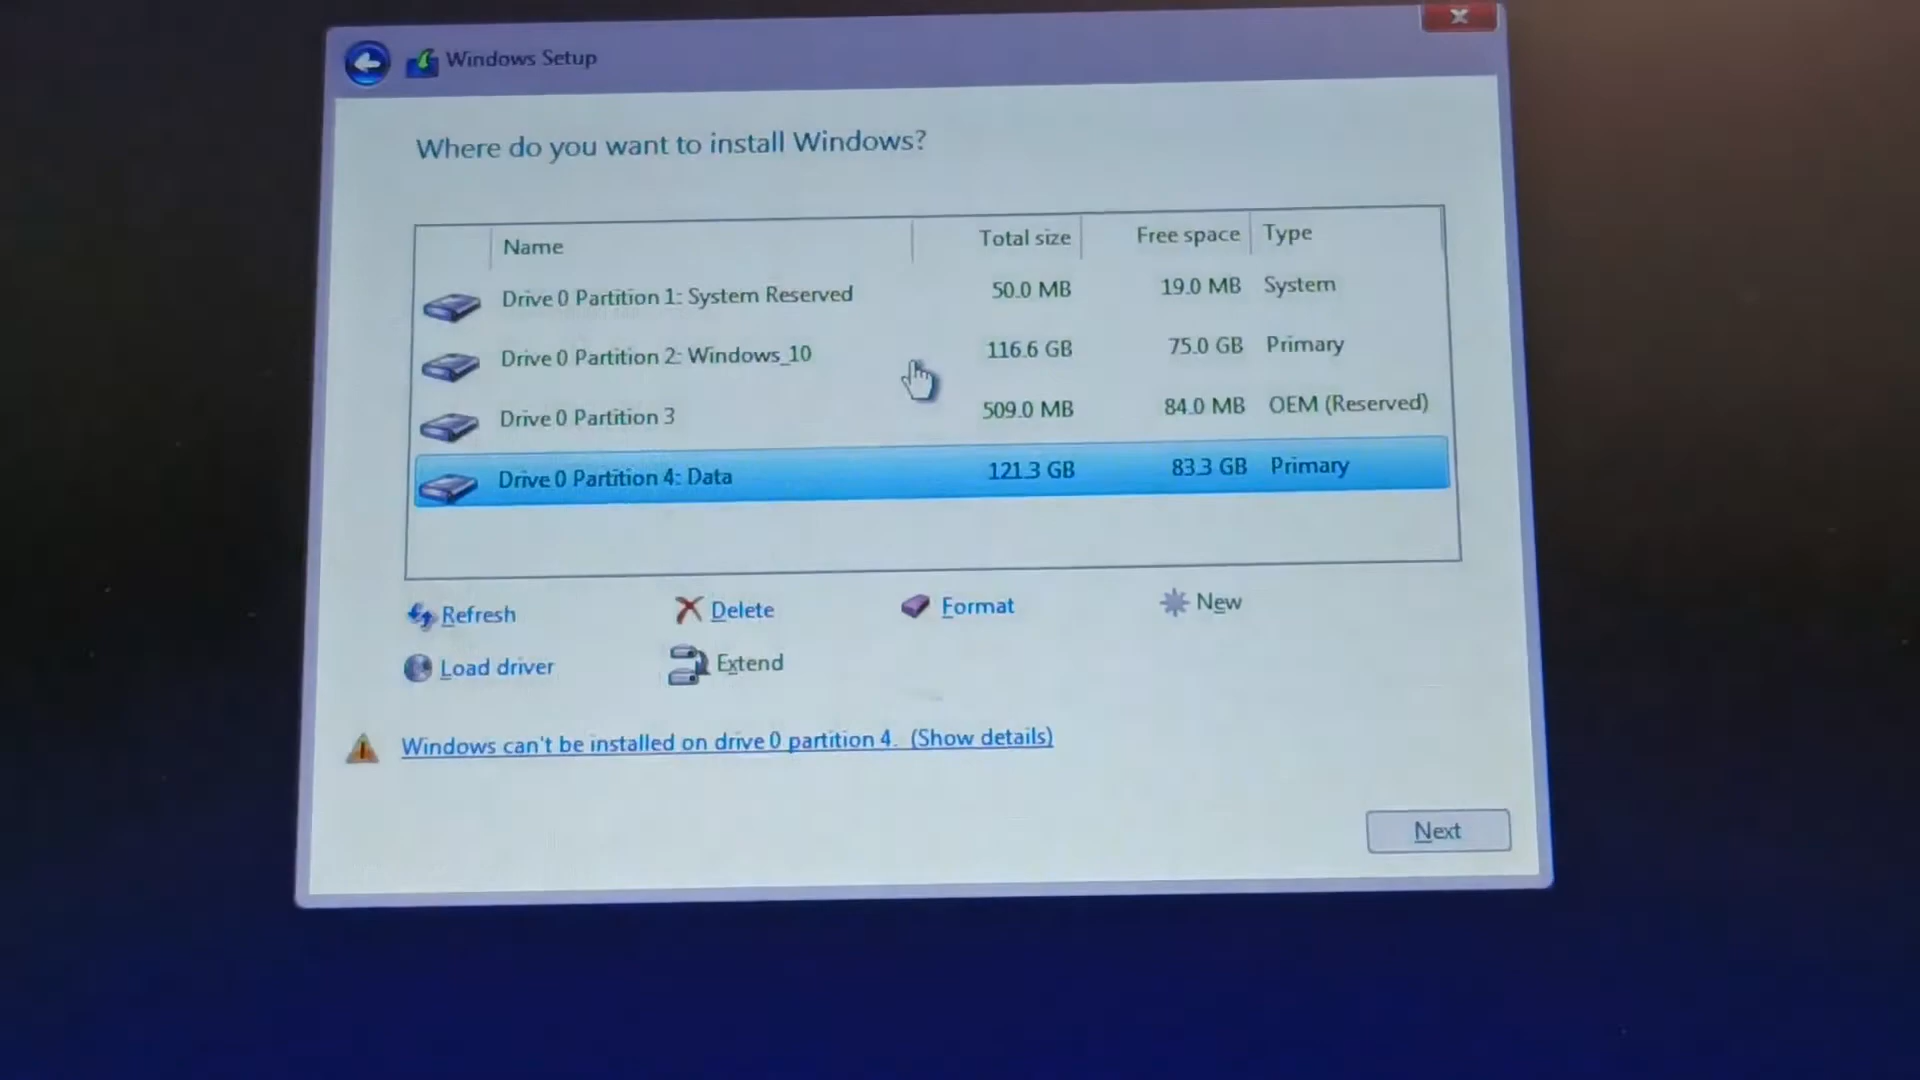 Windows Setup
Where do you want to install Windows?
Name Total size Free space Type
Drive 0 Partition 1: System Reserved 50.0 MB 19.0 MB System
Drive 0 Partition 2: Windows_10 116.6 GB 75.0 GB Primary
Drive 0 Partition 3 509.0 MB 84.0 MB OEM (Reserved)
Drive 0 Partition 4: Data 121.3 GB 83.3 GB Primary
Refresh Delete Format New
Load driver Extend
Windows can't be installed on drive 0 partition 4. (Show details)
Next